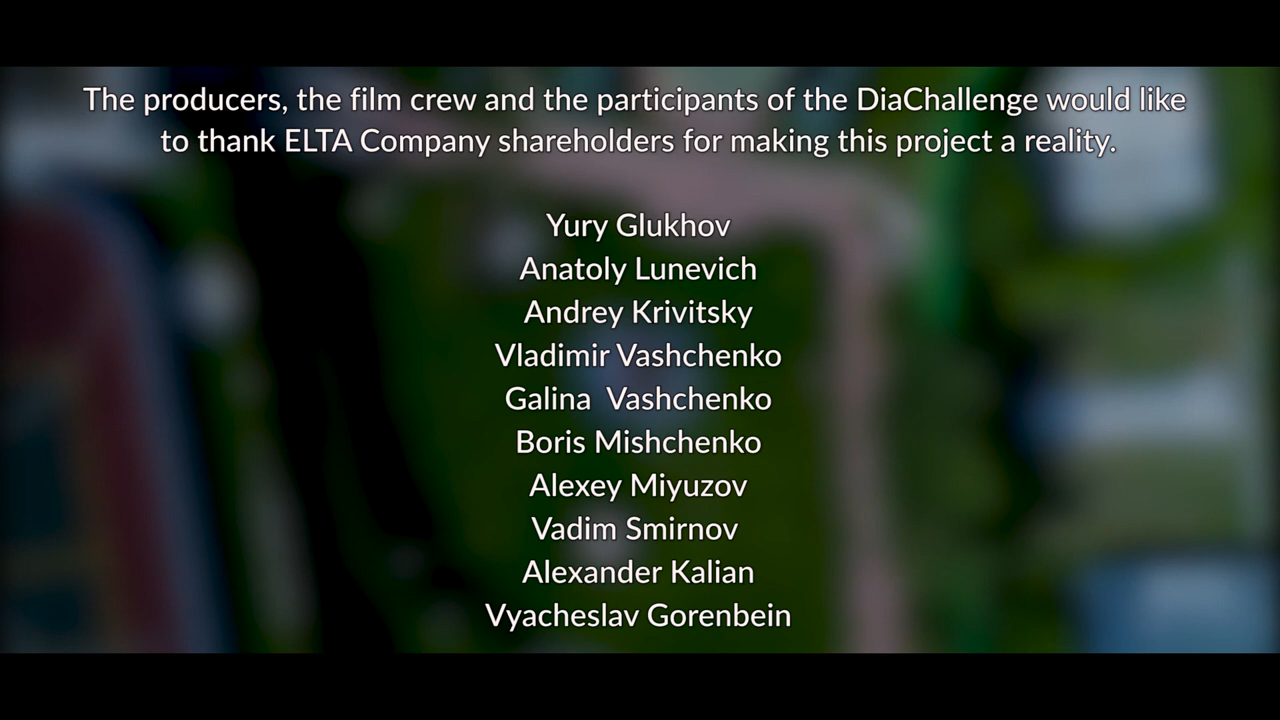 The producers, the film crew and the participants of the DiaChallenge would like
to thank ELTA Company shareholders for making this project a reality.
Yury Glukhov
Anatoly Lunevich
Andrey Krivitsky
Vladimir Vashchenko
Galina Vashchenko
Boris Mishchenko
Alexey Miyuzov
Vadim Smirnov
Alexander Kalian
Vyacheslav Gorenbein